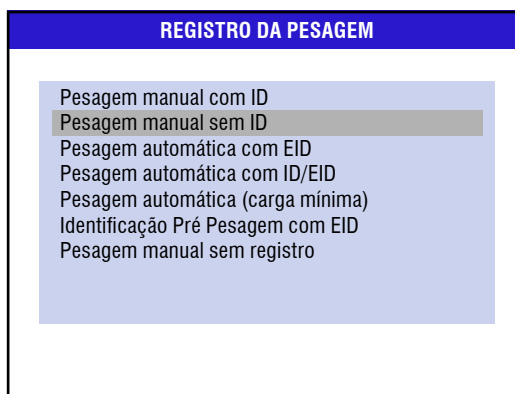 REGISTRO DA PESAGEM
Pesagem manual com ID
Pesagem manual sem ID
Pesagem automática com EID
Pesagem automática com ID/EID
Pesagem automática (carga mínima)
Identificação Pré Pesagem com EID
Pesagem manual sem registro